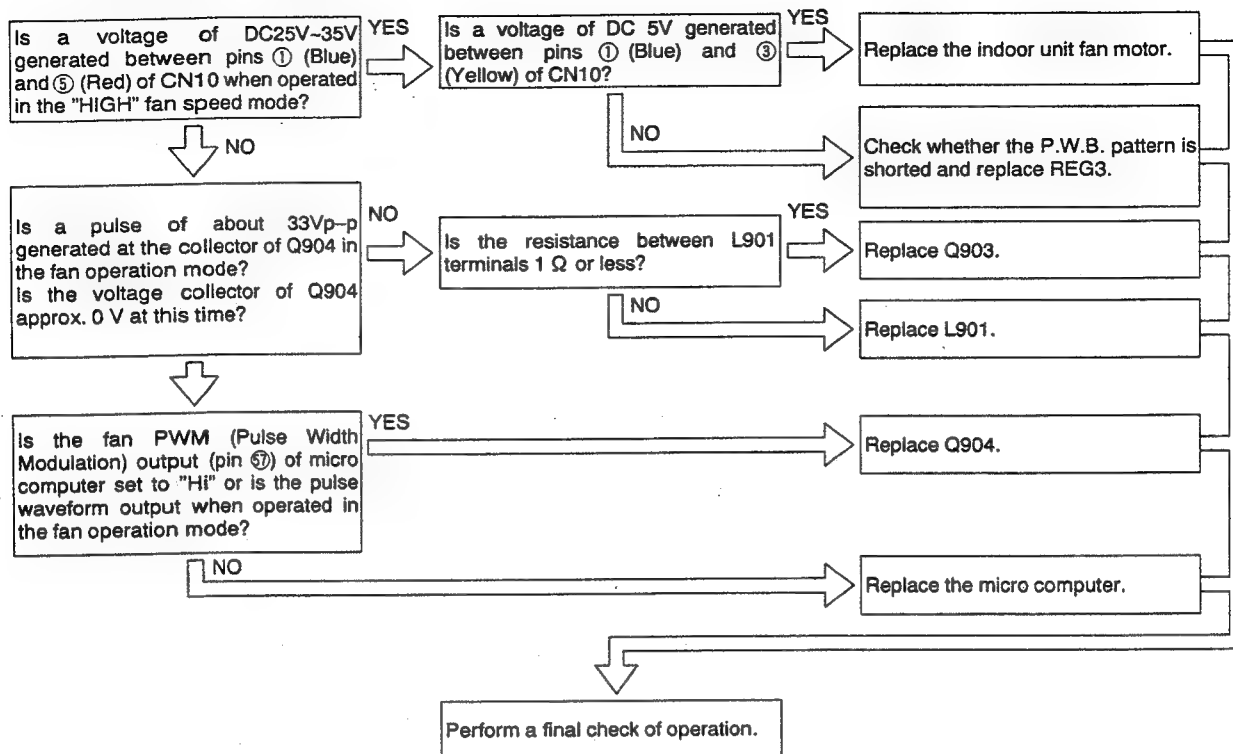 Is a voltage of DC25V~35V
generated between pins ① (Blue)
and ⑤ (Red) of CN10 when operated
in the "HIGH" fan speed mode?
YES
Is a voltage of DC 5V generated
between pins ① (Blue) and ③
(Yellow) of CN10?
YES
Replace the indoor unit fan motor.
NO
NO
Check whether the P.W.B. pattern is
shorted and replace REG3.
Is a pulse of about 33Vp–p
generated at the collector of Q904 in
the fan operation mode?
Is the voltage collector of Q904
approx. 0 V at this time?
NO
Is the resistance between L901
terminals 1 Ω or less?
YES
Replace Q903.
NO
Replace L901.
Is the fan PWM (Pulse Width
Modulation) output (pin 57) of micro
computer set to "Hi" or is the pulse
waveform output when operated in
the fan operation mode?
YES
Replace Q904.
NO
Replace the micro computer.
Perform a final check of operation.